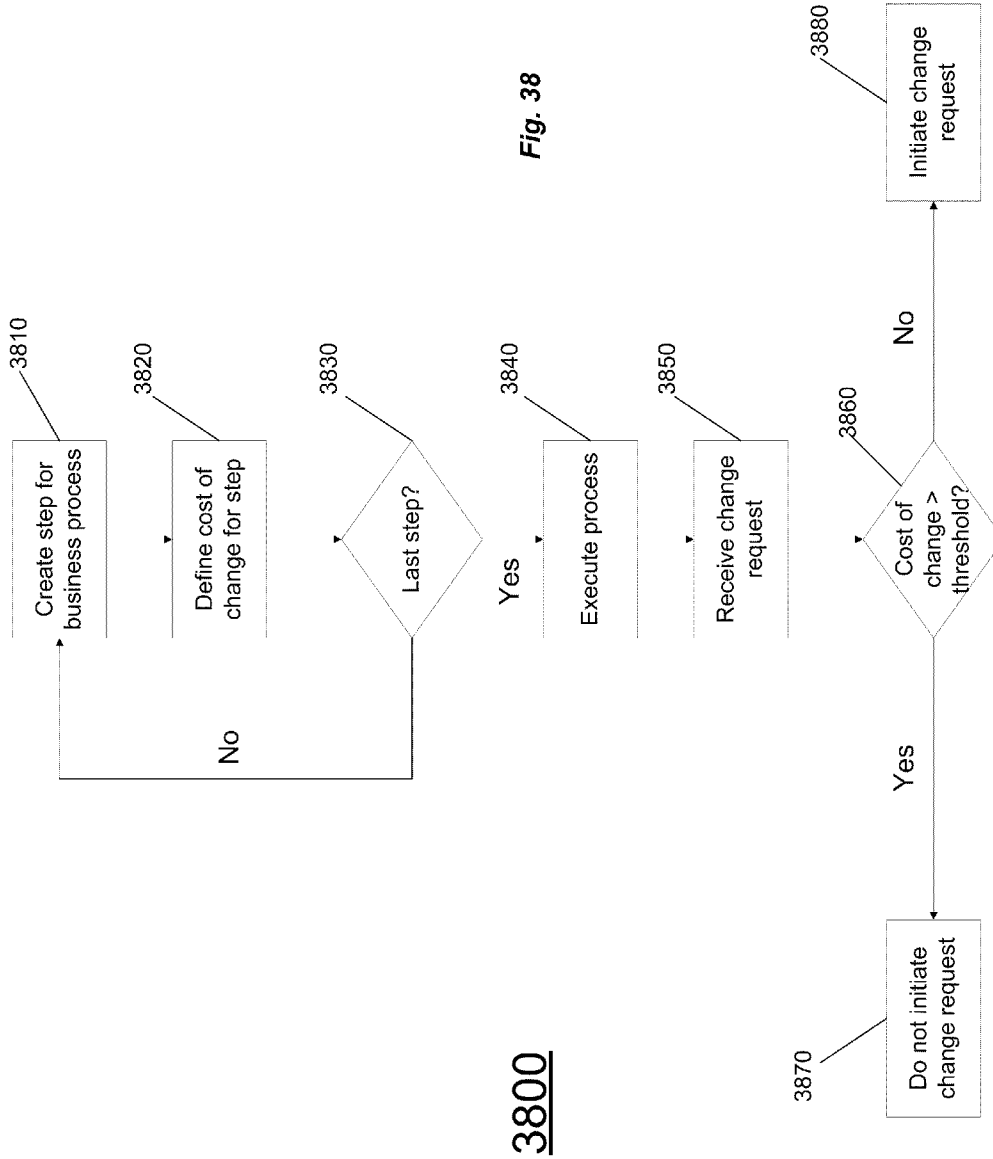 3800
Fig. 38
3810
Create step for
business process
3820
Define cost of
change for step
3830
Last step?
No
Yes
3840
Execute process
3850
Receive change
request
3860
Cost of
change >
threshold?
Yes
No
3870
Do not initiate
change request
3880
Initiate change
request